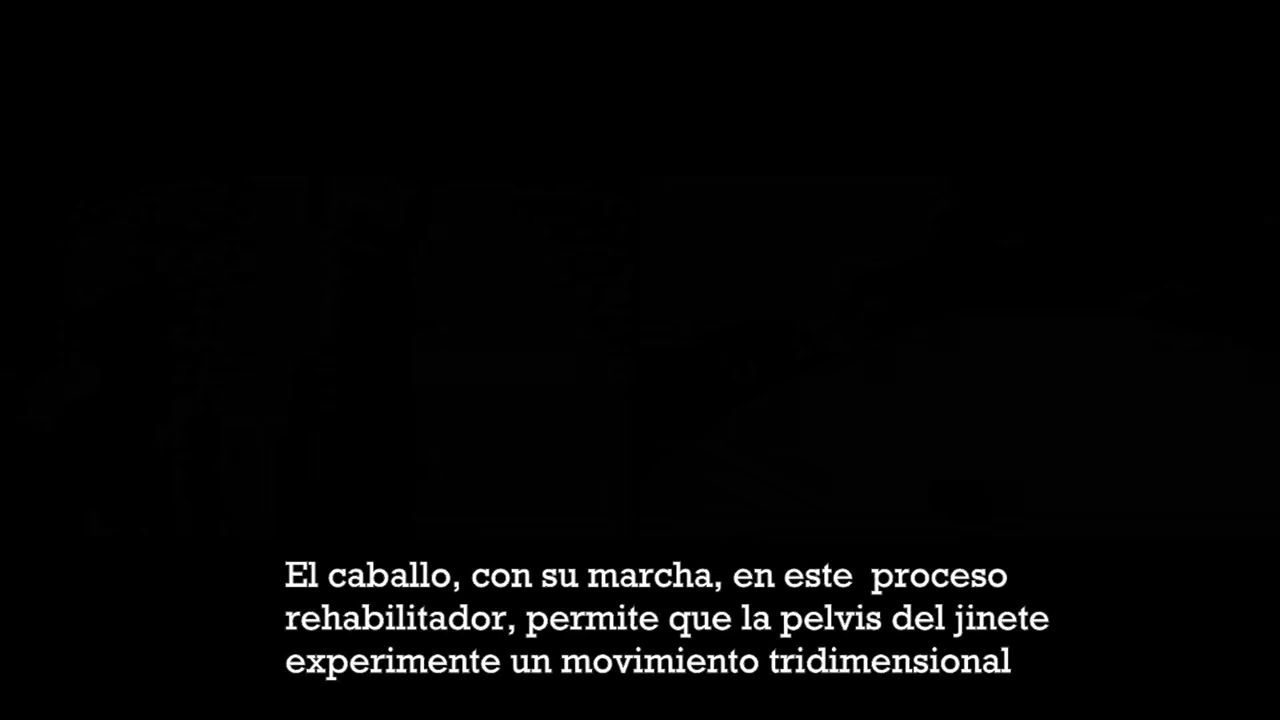 El caballo, con su marcha, en este  proceso
rehabilitador, permite que la pelvis del jinete
experimente un movimiento tridimensional